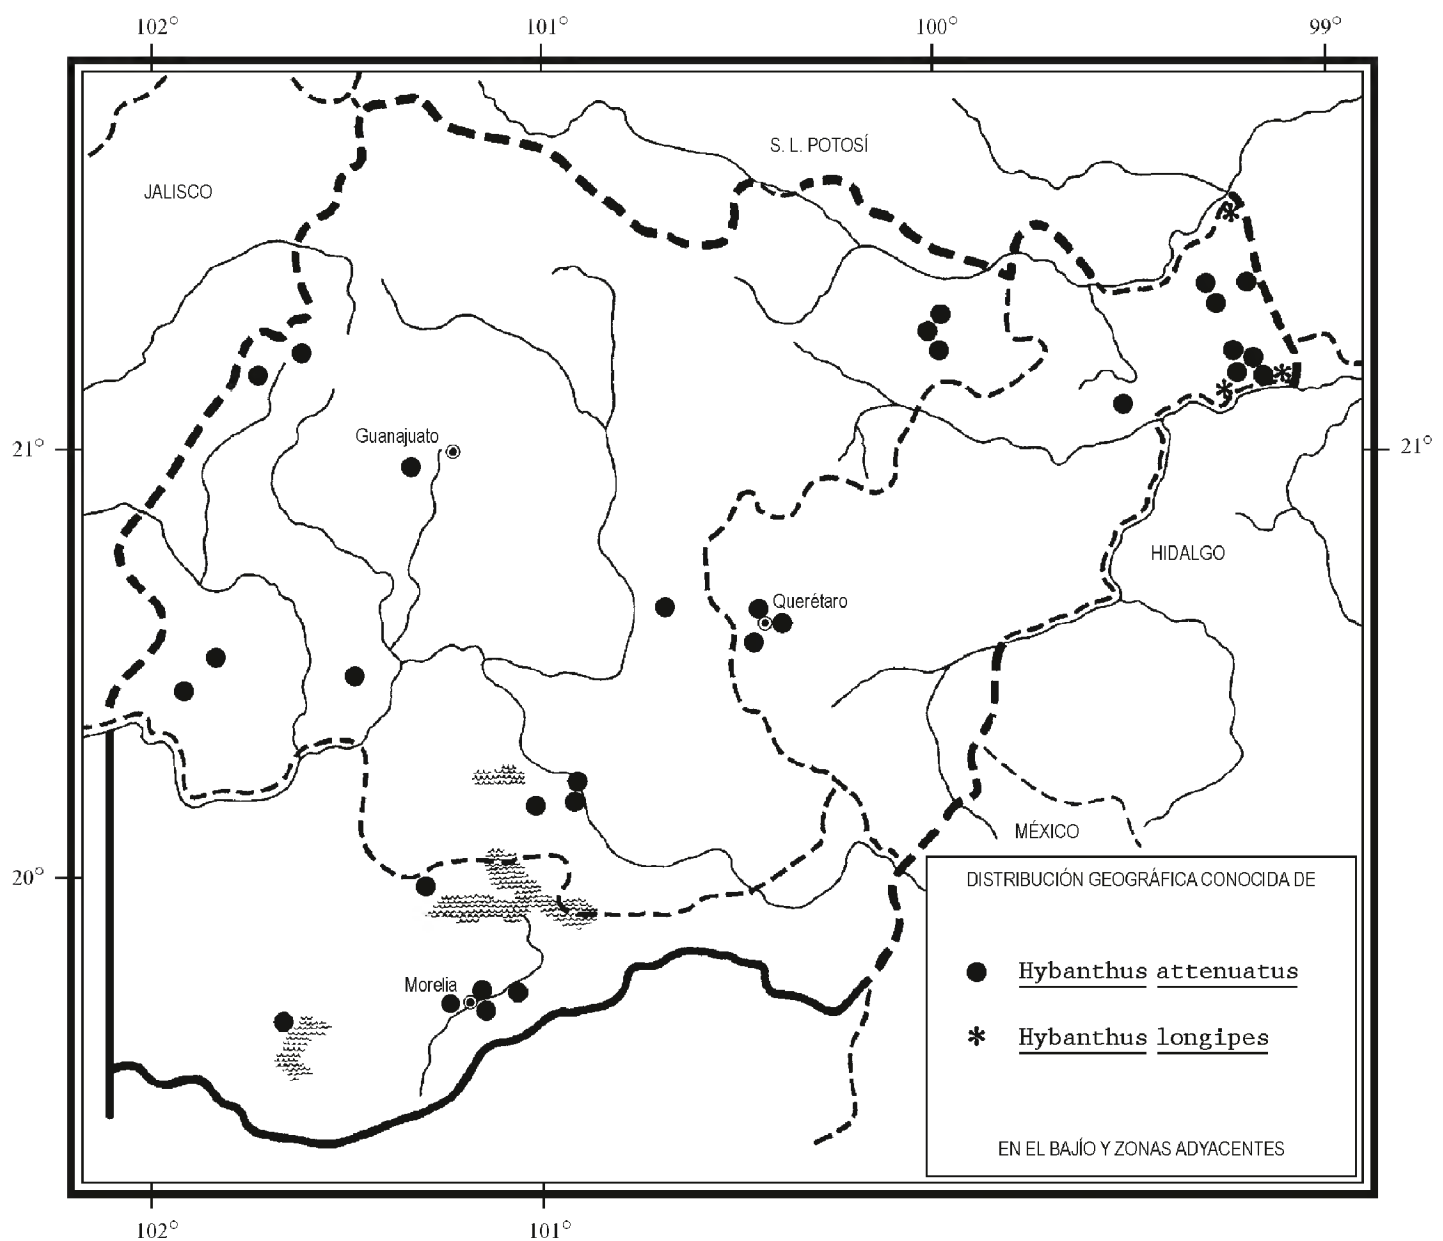 102° 101° 100° 99°
S. L. POTOSÍ
JALISCO
Guanajuato
21° 21°
HIDALGO
Querétaro
MÉXICO
20°
DISTRIBUCIÓN GEOGRÁFICA CONOCIDA DE
Hybanthus attenuatus
Morelia
Hybanthus longipes
EN EL BAJÍO Y ZONAS ADYACENTES
102° 101°